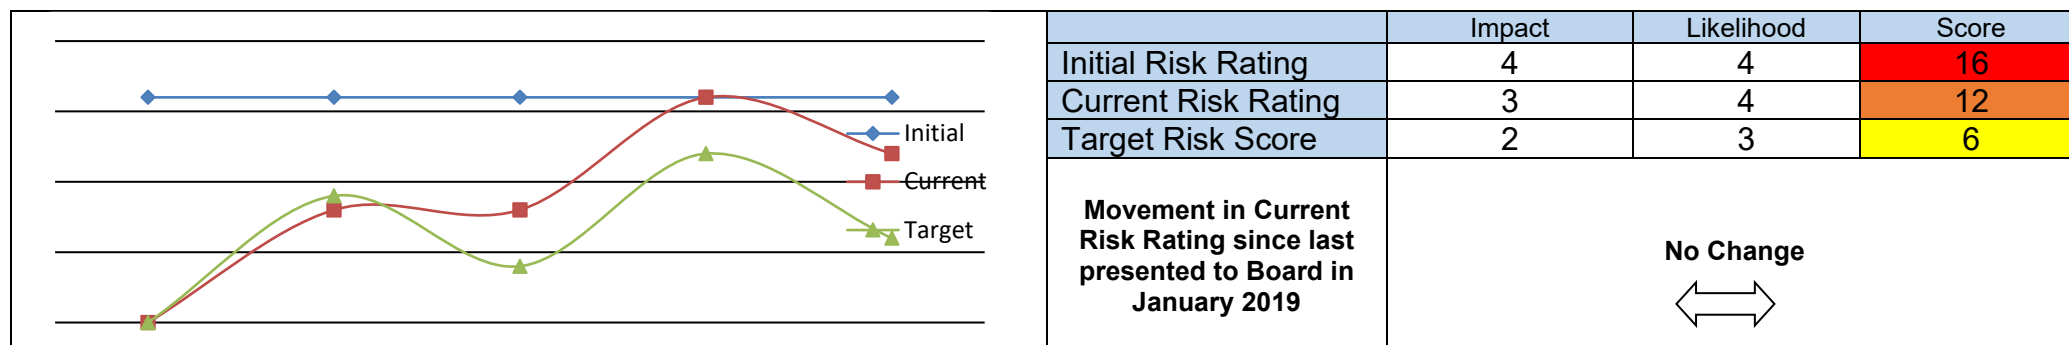 Initial
Current
Target
Impact Likelihood Score
Initial Risk Rating 4 4 16
Current Risk Rating 3 4 12
Target Risk Score 2 3 6
Movement in Current
Risk Rating since last
presented to Board in
January 2019
No Change